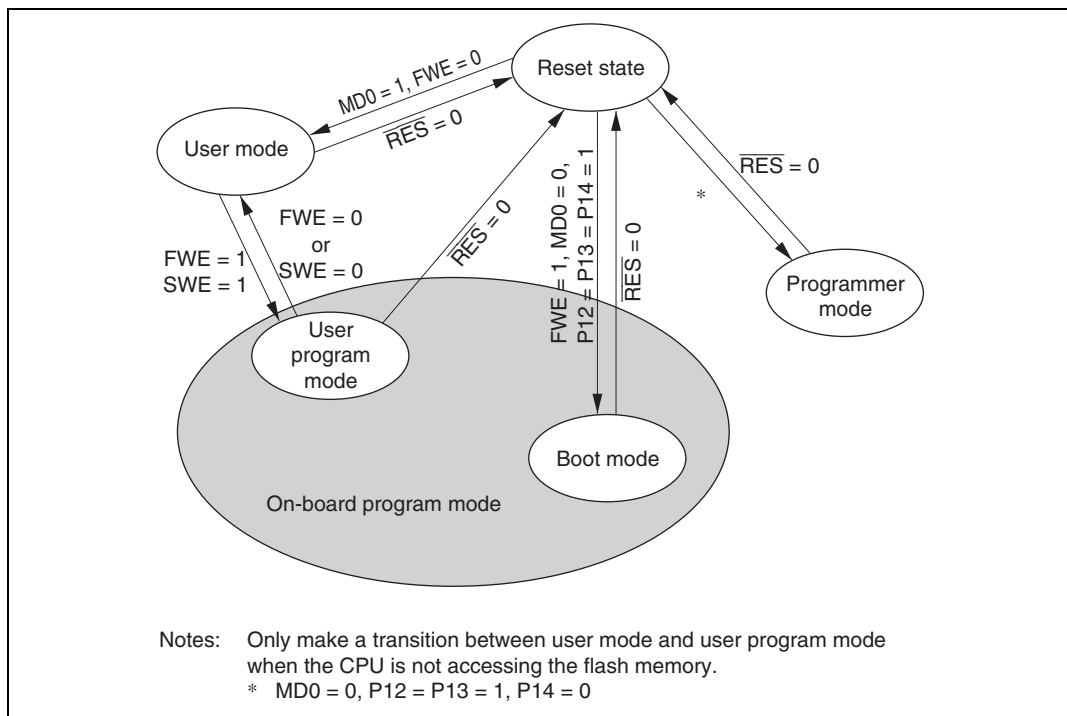 Reset state
MD0 = 1, FWE = 0
RES = 0
User mode
FWE = 1
SWE = 1
FWE = 0
or
SWE = 0
RES = 0
FWE = 1, MD0 = 0,
P12 = P13 = P14 = 1
RES = 0
*
RES = 0
Programmer
mode
User
program
mode
Boot mode
On-board program mode
Notes: Only make a transition between user mode and user program mode
when the CPU is not accessing the flash memory.
* MD0 = 0, P12 = P13 = 1, P14 = 0